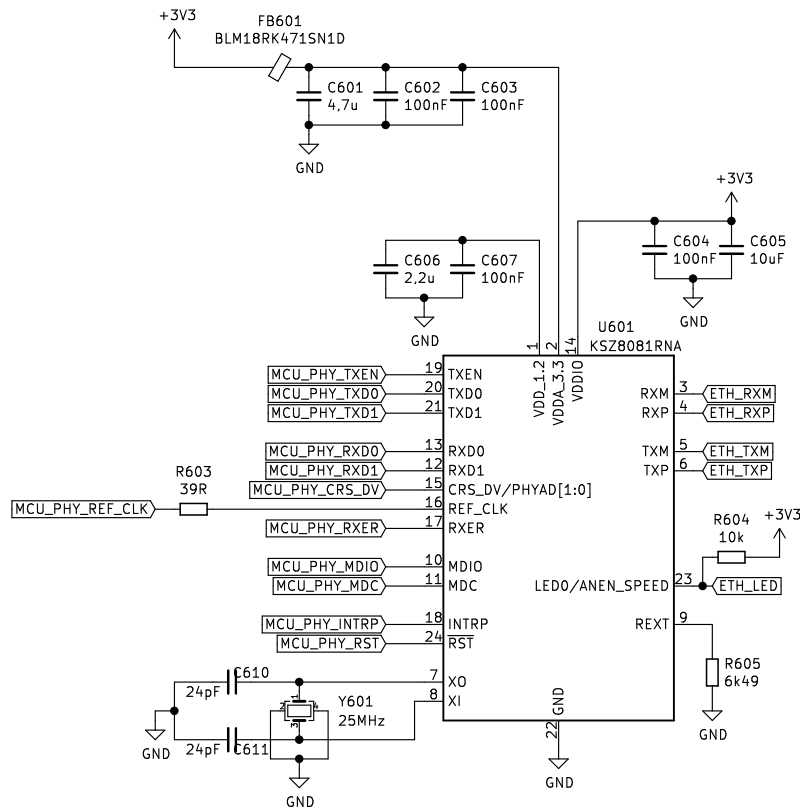 +3V3
FB601
BLM18RK471SN1D
C601
4,7u
C602
100nF
C603
100nF
GND
+3V3
C604
100nF
C605
10uF
GND
C606
2,2u
C607
100nF
GND
U601
KSZ8081RNA
1
2
14
VDD_1.2
VDDA_3.3
VDDIO
MCU_PHY_TXEN 19 TXEN
MCU_PHY_TXD0 20 TXD0
MCU_PHY_TXD1 21 TXD1
MCU_PHY_RXD0 13 RXD0
MCU_PHY_RXD1 12 RXD1
MCU_PHY_CRS_DV 15 CRS_DV/PHYAD[1:0]
R603
39R
MCU_PHY_REF_CLK 16 REF_CLK
MCU_PHY_RXER 17 RXER
MCU_PHY_MDIO 10 MDIO
MCU_PHY_MDC 11 MDC
MCU_PHY_INTRP 18 INTRP
MCU_PHY_RST 24 RST
7 XO
8 XI
RXM 3 ETH_RXM
RXP 4 ETH_RXP
TXM 5 ETH_TXM
TXP 6 ETH_TXP
R604
10k
+3V3
LED0/ANEN_SPEED 23 ETH_LED
REXT 9
R605
6k49
GND
C610
24pF
24pF
C611
GND
Y601
25MHz
1
2
3
4
GND
GND
22
GND